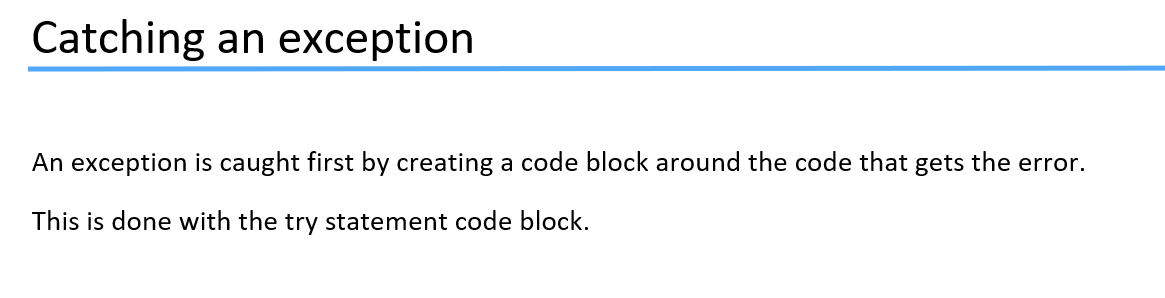 Catching an exception
An exception is caught first by creating a code block around the code that gets the error.
This is done with the try statement code block.